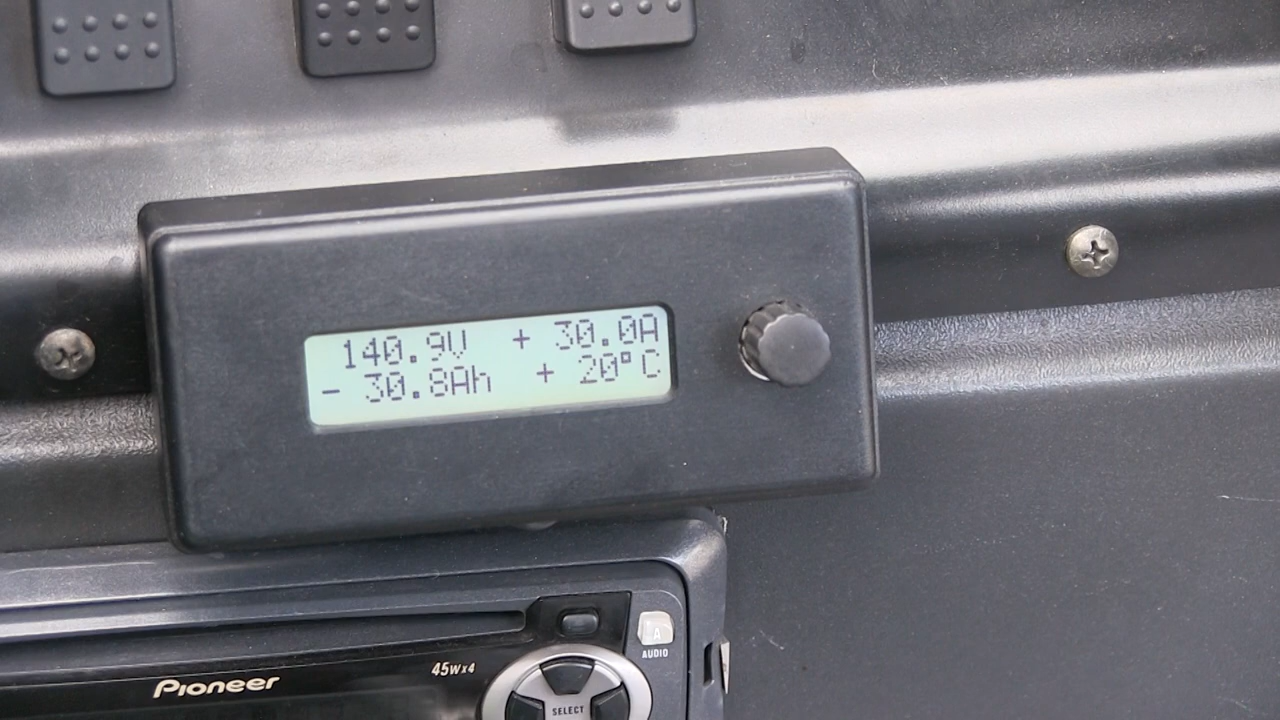 140.9V + 30.0A
- 30.8Ah + 20°C
A
AUDIO
45Wx4
Pioneer
SELECT